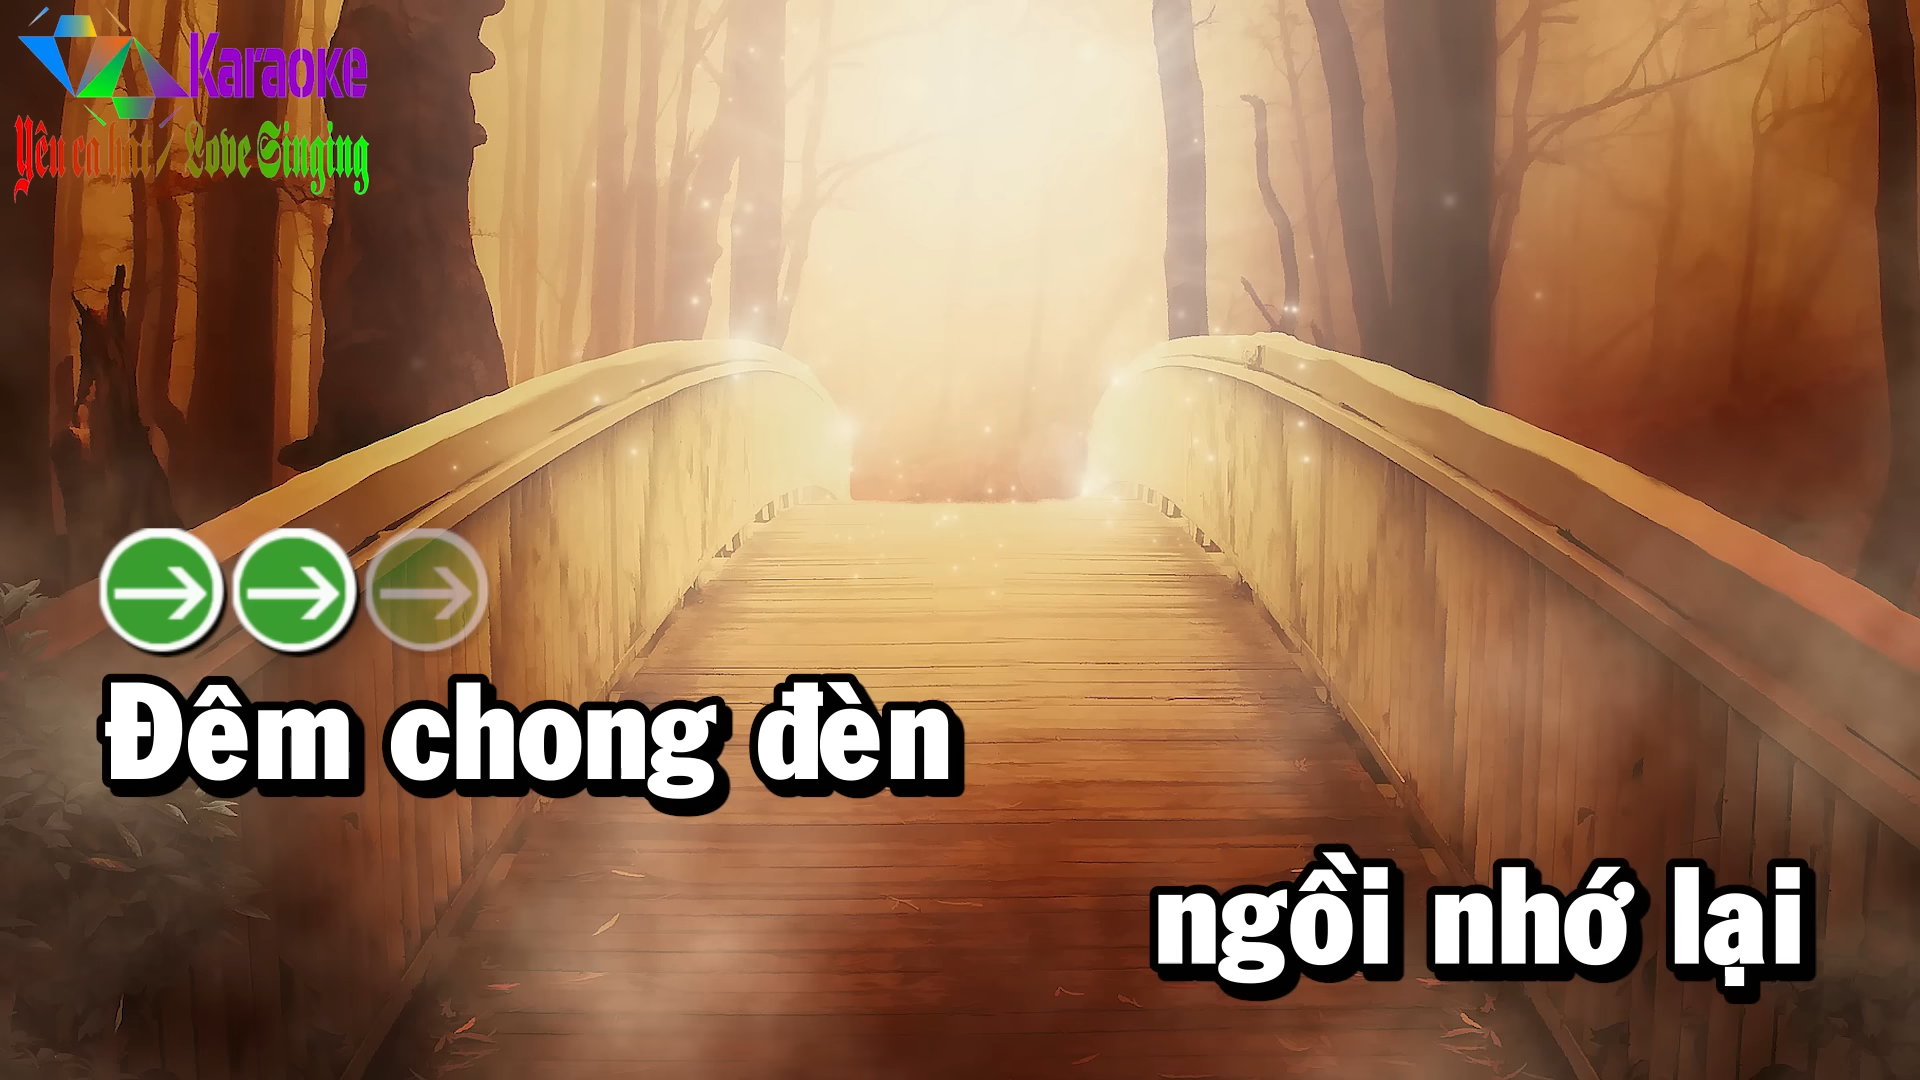 Karaoke
Yêu ca hát / Love Singing
Đêm chong đèn
ngồi nhớ lại